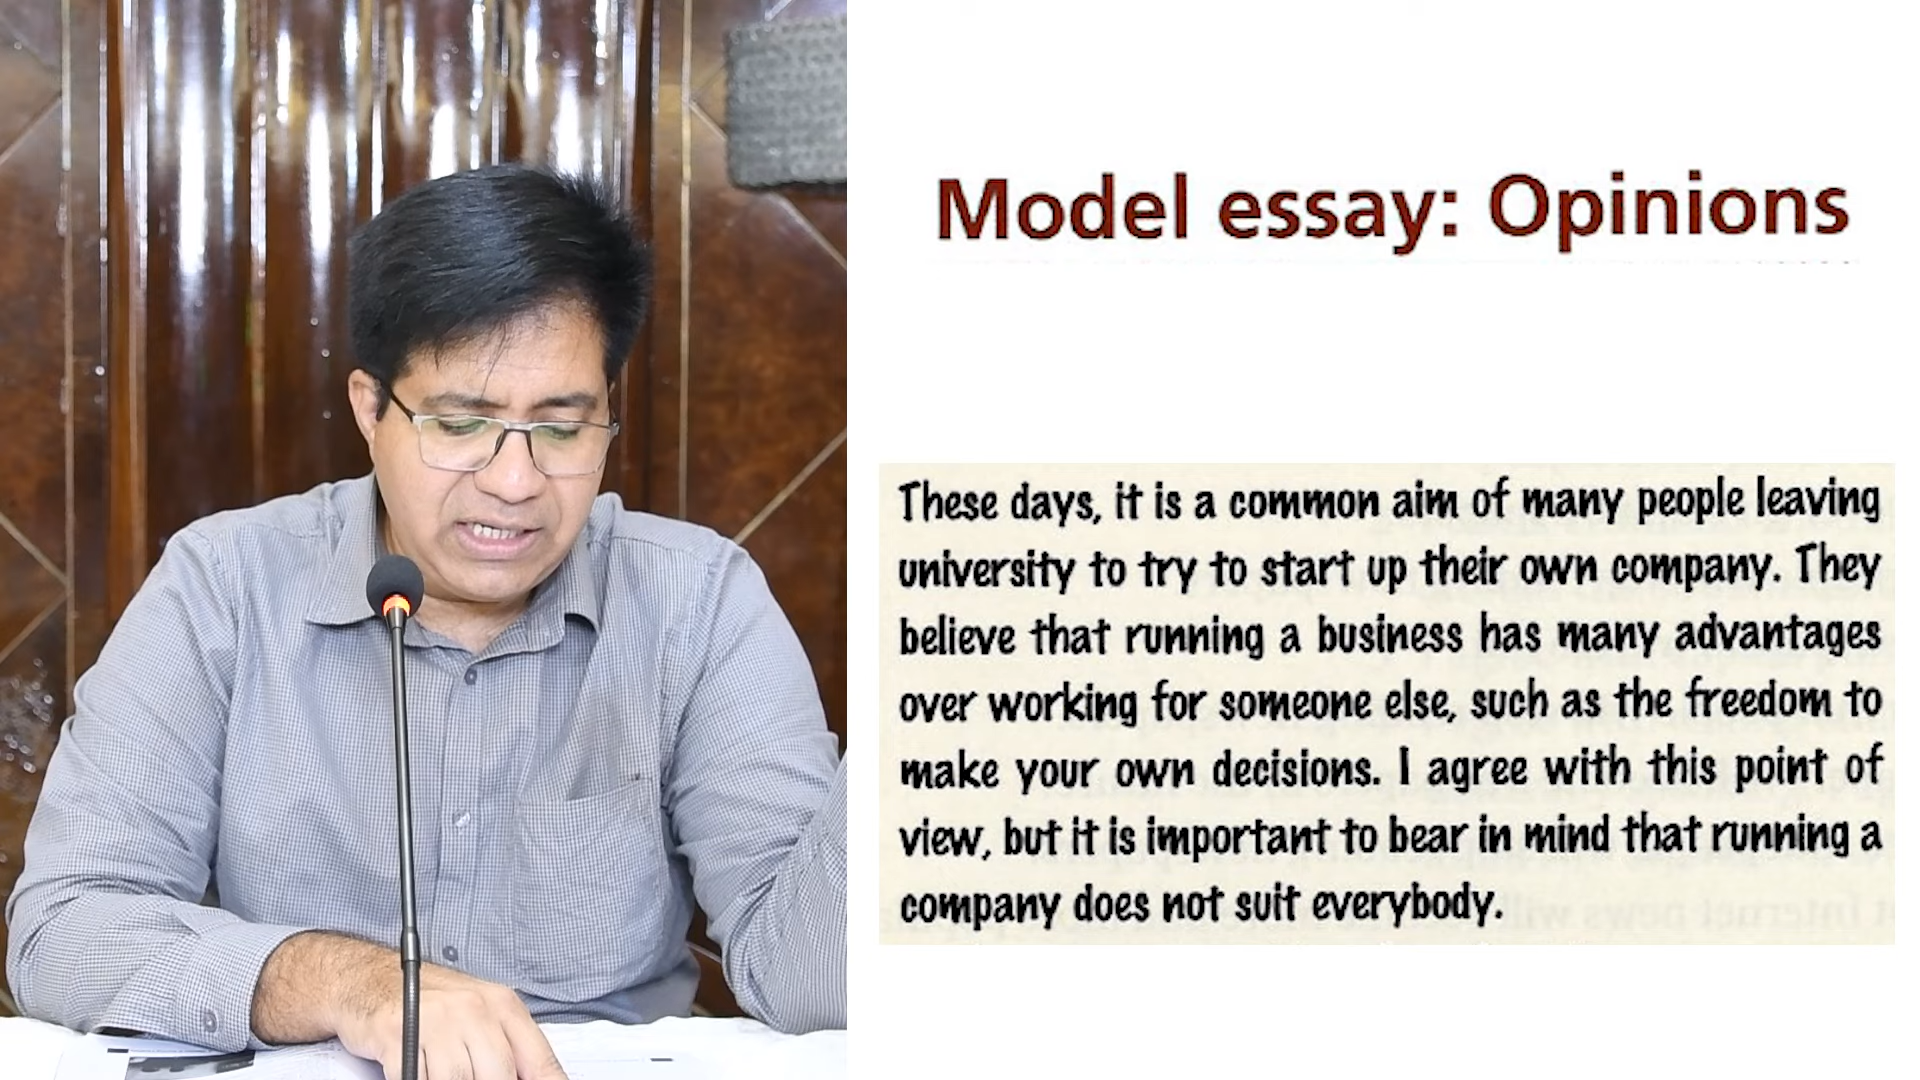 Model essay: Opinions
These days, it is a common aim of many people leaving
university to try to start up their own company. They
believe that running a business has many advantages
over working for someone else, such as the freedom to
make your own decisions. I agree with this point of
view, but it is important to bear in mind that running a
company does not suit everybody.